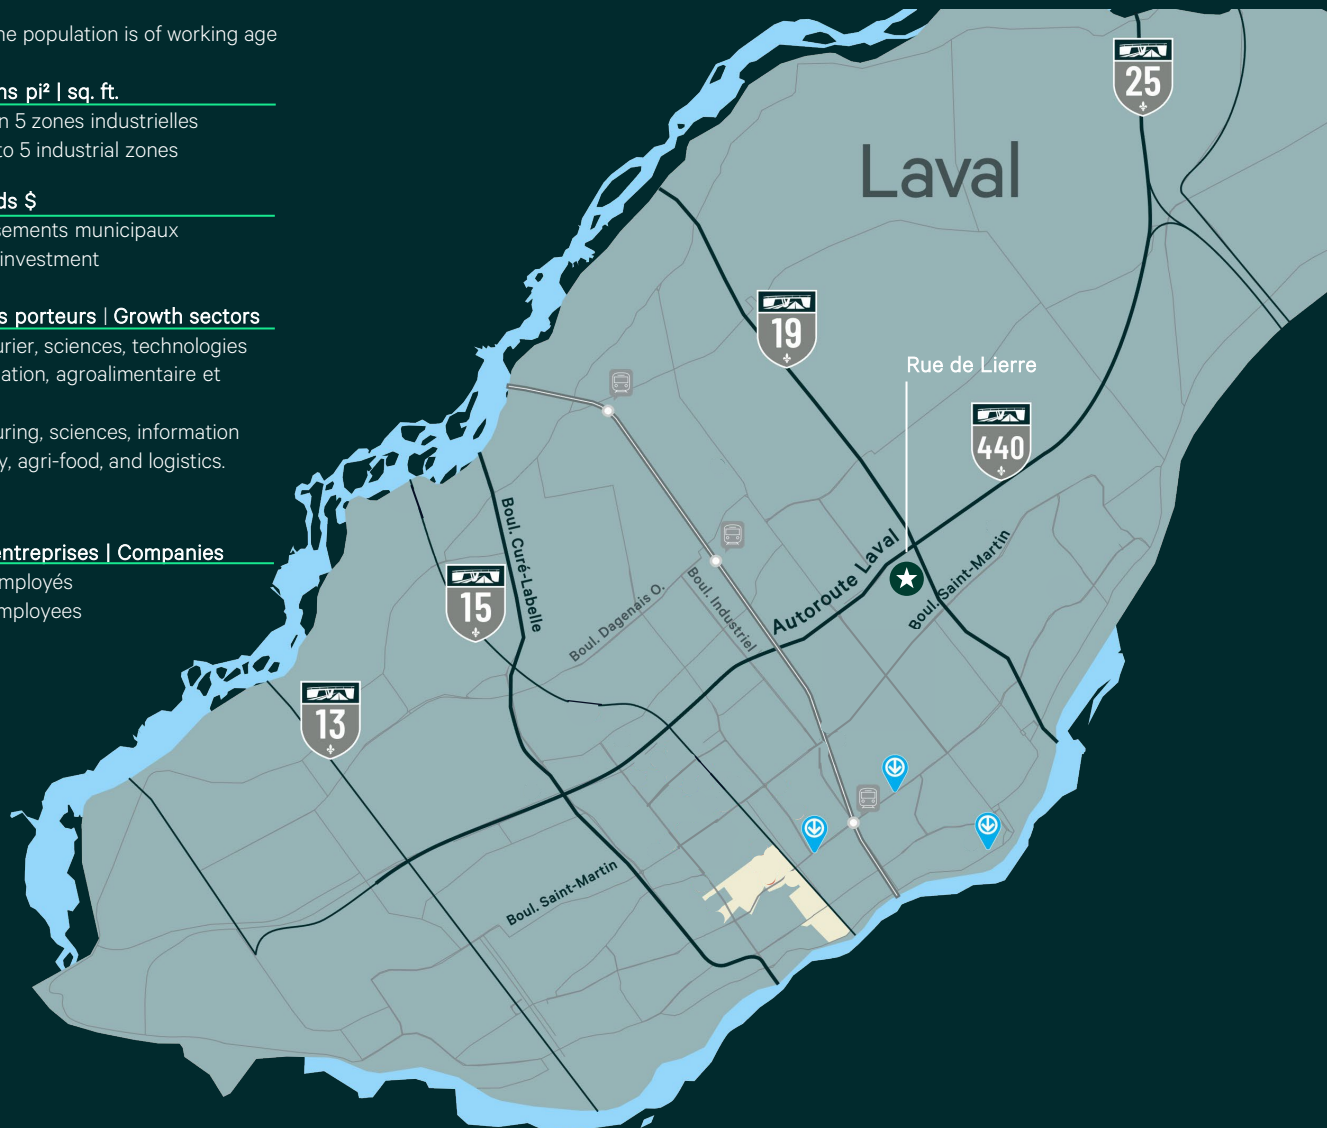 ne population is of working age
ns pi² | sq. ft.
n 5 zones industrielles
to 5 industrial zones
ds $
sements municipaux
investment
s porteurs | Growth sectors
urier, sciences, technologies
ation, agroalimentaire et
uring, sciences, information
y, agri-food, and logistics.
entreprises | Companies
mployés
mployees
25
Laval
19
Rue de Lierre
440
Boul. Curé-Labelle
15
Boul. Dagenais O.
Boul. Industriel
Autoroute Laval
Boul. Saint-Martin
13
Boul. Saint-Martin